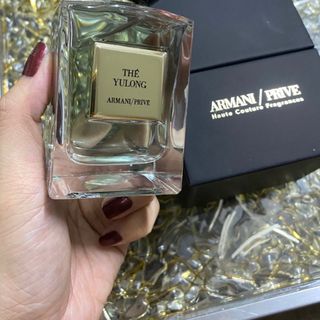 THÉ
YULONG
ARMANI/PRIVÉ
ARMANI/PRIVÉ
Haute Couture Fragrances